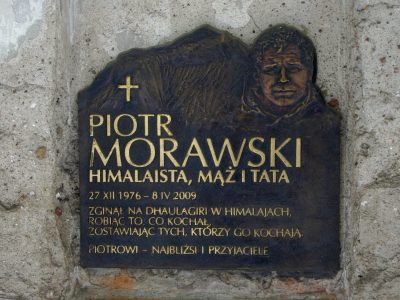 PIOTR
MORAWSKI
HIMALAISTA, MĄŻ I TATA
27 XII 1976 – 8 IV 2009
ZGINĄŁ NA DHAULAGIRI W HIMALAJACH,
ROBIĄC TO, CO KOCHAŁ,
ZOSTAWIAJĄC TYCH, KTÓRZY GO KOCHAJĄ
PIOTROWI – NAJBLIŻSI I PRZYJACIELE